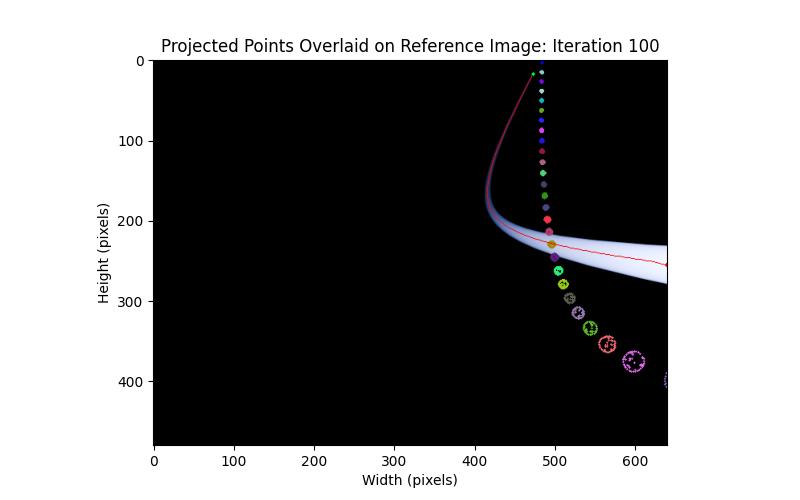 Projected Points Overlaid on Reference Image: Iteration 100
0
100
200
300
400
Height (pixels)
0 100 200 300 400 500 600
Width (pixels)